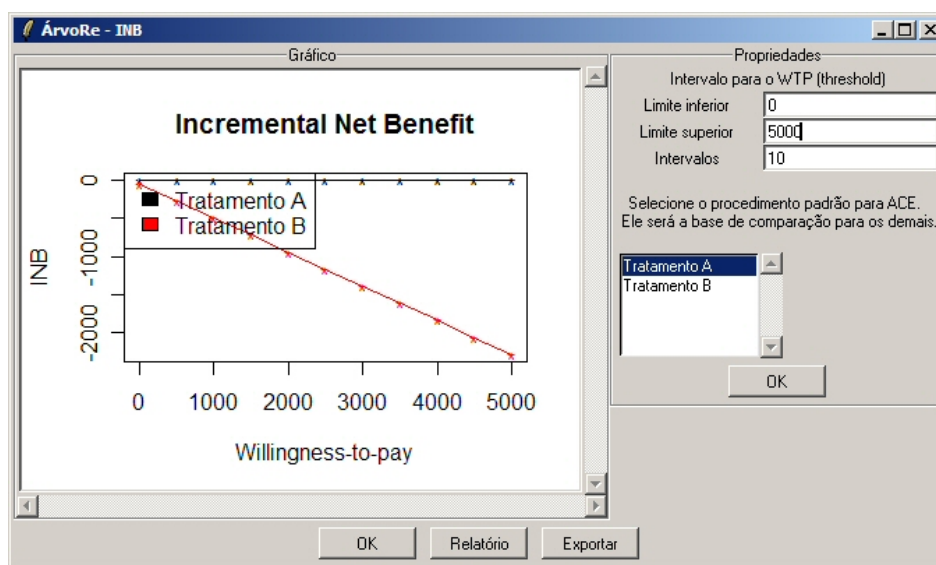 ÁrvoRe - INB
Gráfico
Incremental Net Benefit
Tratamento A
Tratamento B
INB
0
-1000
-2000
0 1000 2000 3000 4000 5000
Willingness-to-pay
Propriedades
Intervalo para o WTP (threshold)
Limite inferior 0
Limite superior 5000
Intervalos 10
Selecione o procedimento padrão para ACE.
Ele será a base de comparação para os demais.
Tratamento A
Tratamento B
OK
OK Relatório Exportar